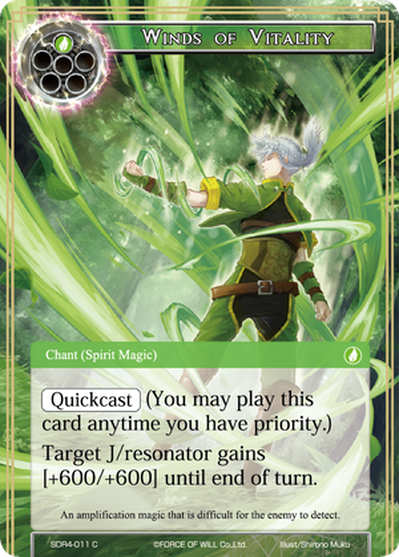 Winds of Vitality
Chant (Spirit Magic)
Quickcast (You may play this
card anytime you have priority.)
Target J/resonator gains
[+600/+600] until end of turn.
An amplification magic that is difficult for the enemy to detect.
SDR4-011 C ©FORCE OF WILL Co.,Ltd. Illust/Shirono Muko